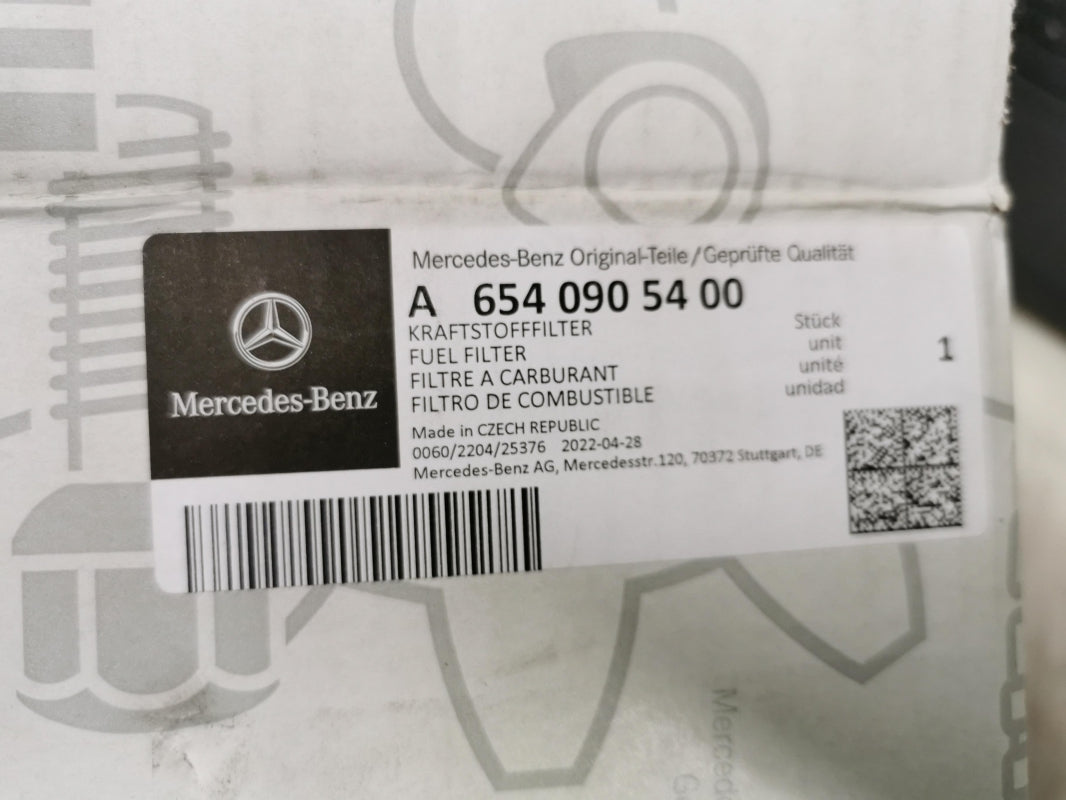 Mercedes-Benz
Mercedes-Benz Original-Teile/Geprüfte Qualität
A 654 090 54 00
KRAFTSTOFFFILTER
FUEL FILTER
FILTRE A CARBURANT
FILTRO DE COMBUSTIBLE
Stück
unit
unité
unidad
1
Made in CZECH REPUBLIC
0060/2204/25376 2022-04-28
Mercedes-Benz AG, Mercedesstr.120, 70372 Stuttgart, DE